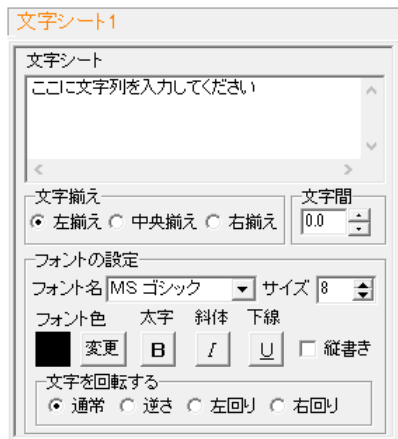 文字シート1
文字シート
ここに文字列を入力してください
文字揃え
文字間
左揃え 中央揃え 右揃え
0.0
フォントの設定
フォント名 MS ゴシック サイズ 8
フォント色 太字 斜体 下線
変更 B I U 縦書き
文字を回転する
通常 逆さ 左回り 右回り